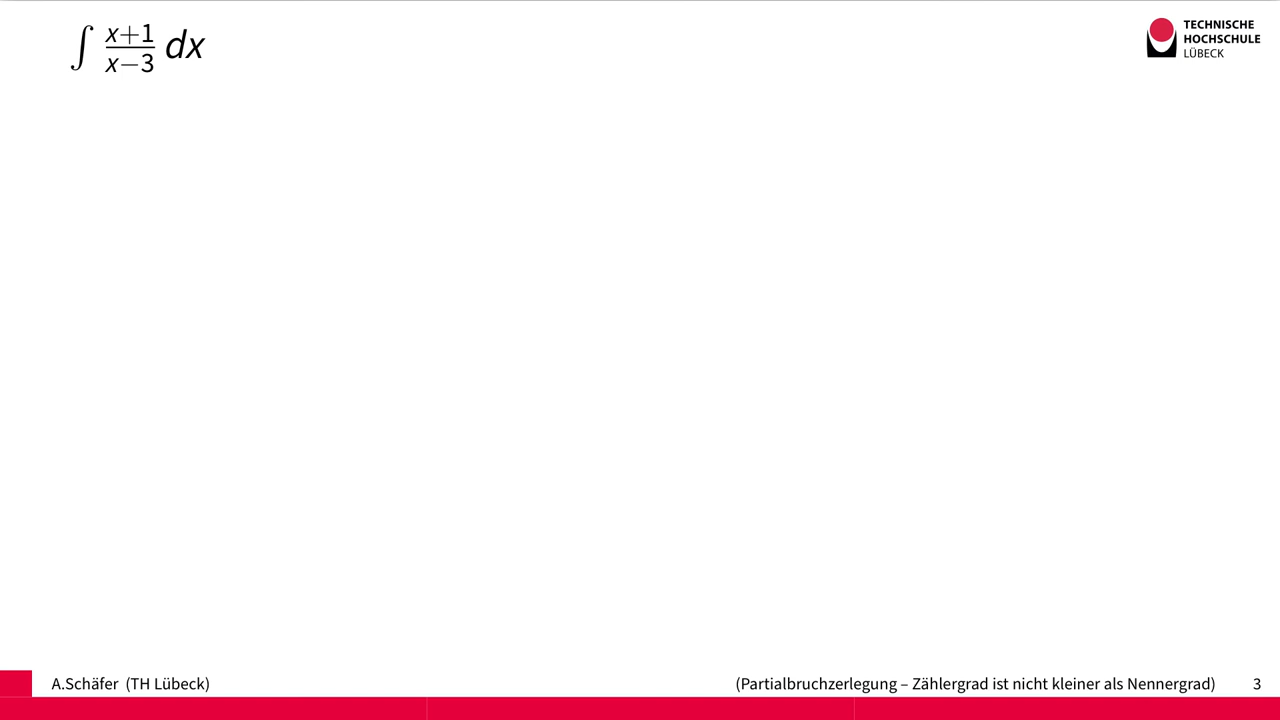 ∫ x+1/x−3 dx
TECHNISCHE
HOCHSCHULE
LÜBECK
A.Schäfer (TH Lübeck)
(Partialbruchzerlegung – Zählergrad ist nicht kleiner als Nennergrad)
3